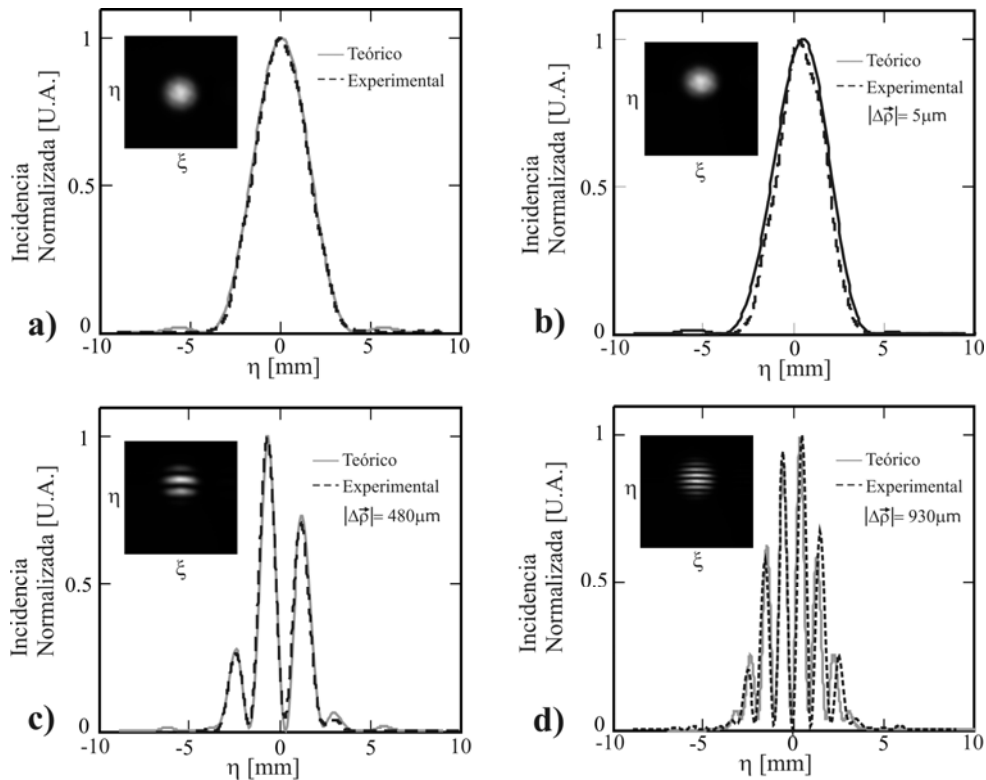 Incidencia
Normalizada [U.A.]
1
0.5
0
η
ξ
Teórico
Experimental
a)
-10
-5
0
5
10
η [mm]
Incidencia
Normalizada [U.A.]
1
0.5
0
η
ξ
Teórico
Experimental
|Δρ⃗|= 5μm
b)
-10
-5
0
5
10
η [mm]
Incidencia
Normalizada [U.A.]
1
0.5
0
η
ξ
Teórico
Experimental
|Δρ⃗|= 480μm
c)
-10
-5
0
5
10
η [mm]
Incidencia
Normalizada [U.A.]
1
0.5
0
η
ξ
Teórico
Experimental
|Δρ⃗|= 930μm
d)
-10
-5
0
5
10
η [mm]